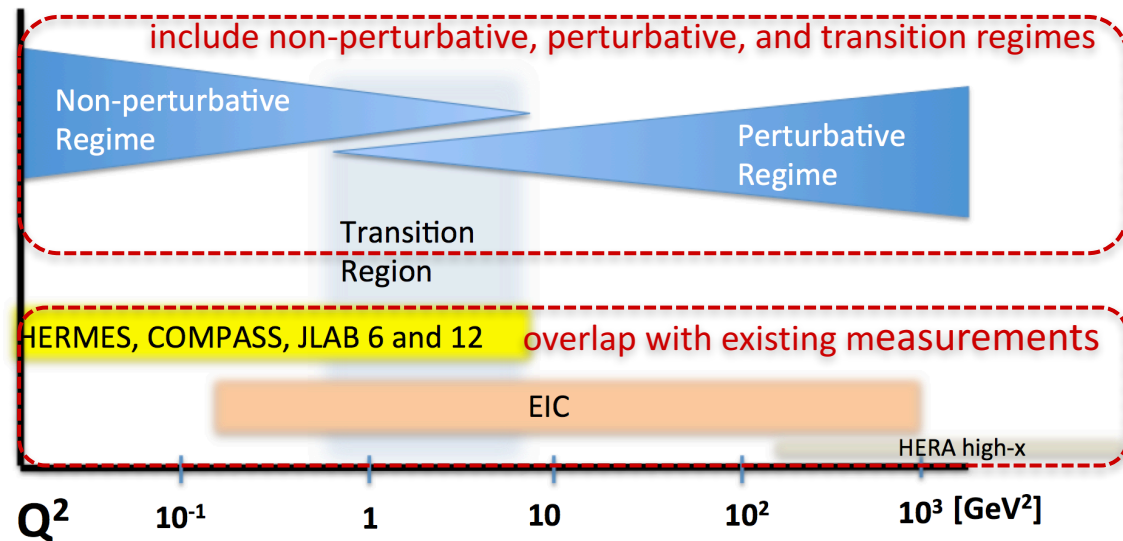 include non-perturbative, perturbative, and transition regimes
Non-perturbative
Regime
Perturbative
Regime
Transition
Region
HERMES, COMPASS, JLAB 6 and 12
overlap with existing measurements
EIC
HERA high-x
Q² 10⁻¹ 1 10 10² 10³ [GeV²]